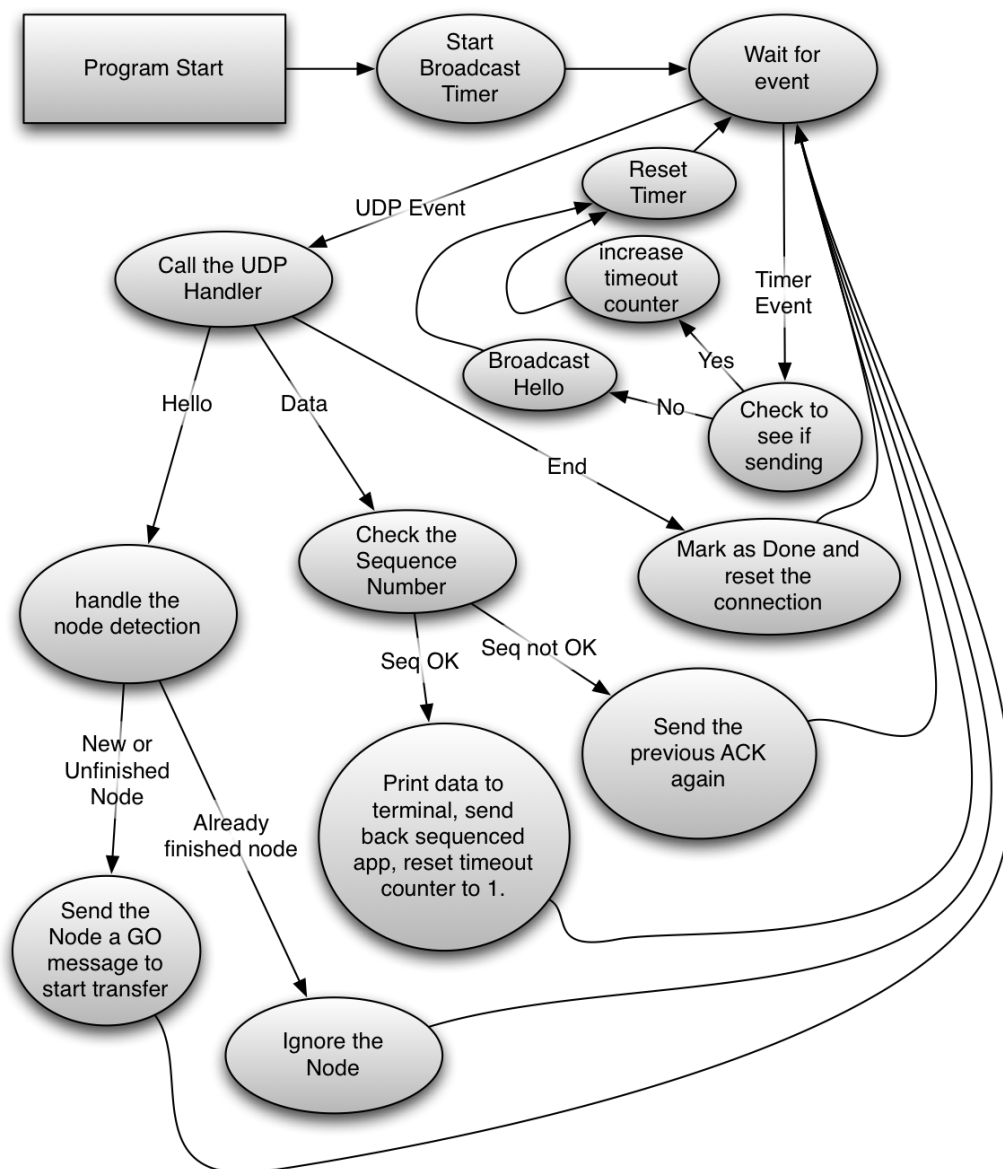 Program Start
Start
Broadcast
Timer
Wait for
event
Reset
Timer
UDP Event
Call the UDP
Handler
increase
timeout
counter
Timer
Event
Yes
Broadcast
Hello
No
Check to
see if
sending
Hello
Data
End
Check the
Sequence
Number
Mark as Done and
reset the
connection
handle the
node detection
Seq OK
Seq not OK
New or
Unfinished
Node
Send the
previous ACK
again
Already
finished node
Print data to
terminal, send
back sequenced
app, reset timeout
counter to 1.
Send the
Node a GO
message to
start transfer
Ignore the
Node